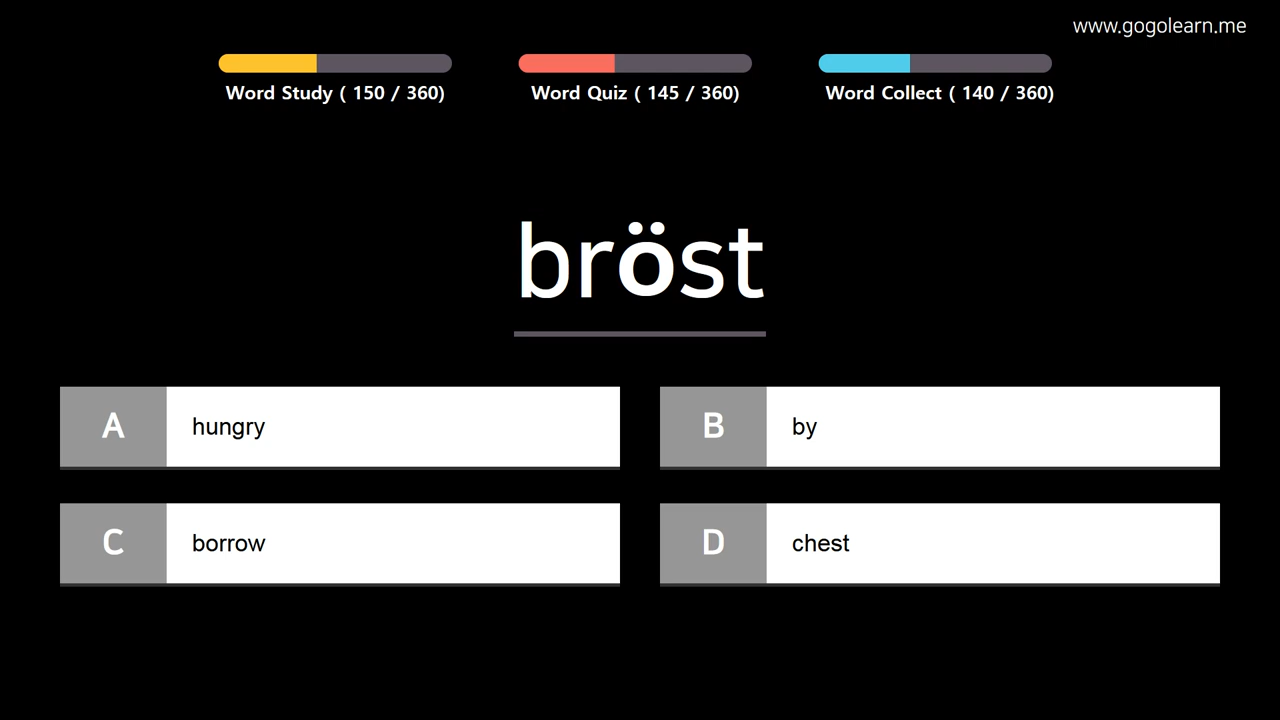 www.gogolearn.me
Word Study ( 150 / 360)
Word Quiz ( 145 / 360)
Word Collect ( 140 / 360)
bröst
A hungry
B by
C borrow
D chest